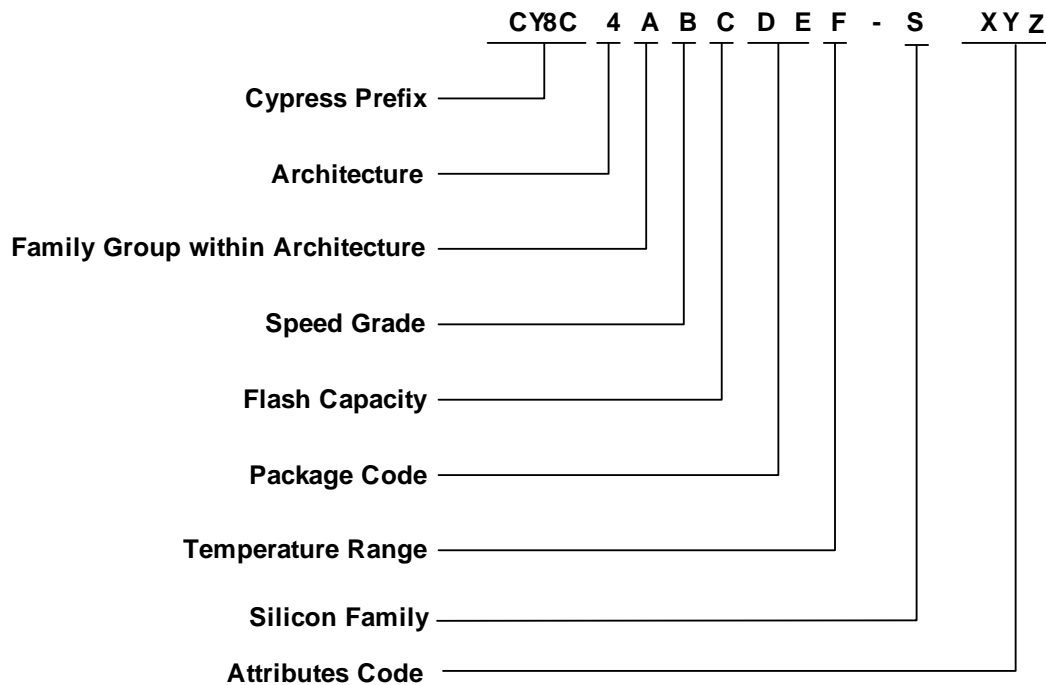 CY8C 4 A B C D E F - S XYZ
Cypress Prefix
Architecture
Family Group within Architecture
Speed Grade
Flash Capacity
Package Code
Temperature Range
Silicon Family
Attributes Code